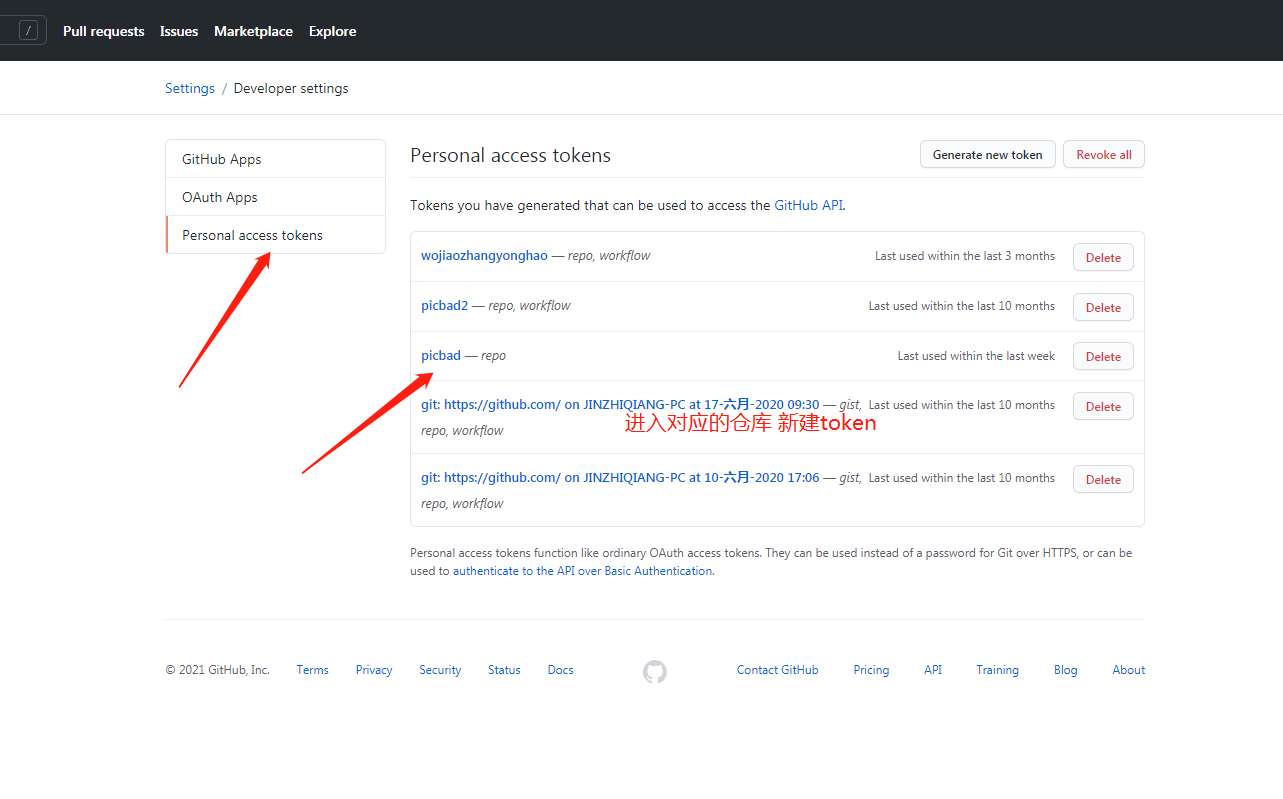 /
Pull requests Issues Marketplace Explore
Settings / Developer settings
GitHub Apps
OAuth Apps
Personal access tokens
Personal access tokens
Generate new token
Revoke all
Tokens you have generated that can be used to access the GitHub API.
wojiaozhangyonghao — repo, workflow
Last used within the last 3 months
Delete
picbad2 — repo, workflow
Last used within the last 10 months
Delete
picbad — repo
Last used within the last week
Delete
git: https://github.com/ on JINZHIQIANG-PC at 17-六月-2020 09:30 — gist,
repo, workflow
Last used within the last 10 months
Delete
进入对应的仓库 新建token
git: https://github.com/ on JINZHIQIANG-PC at 10-六月-2020 17:06 — gist,
repo, workflow
Last used within the last 10 months
Delete
Personal access tokens function like ordinary OAuth access tokens. They can be used instead of a password for Git over HTTPS, or can be
used to authenticate to the API over Basic Authentication.
© 2021 GitHub, Inc. Terms Privacy Security Status Docs Contact GitHub Pricing API Training Blog About